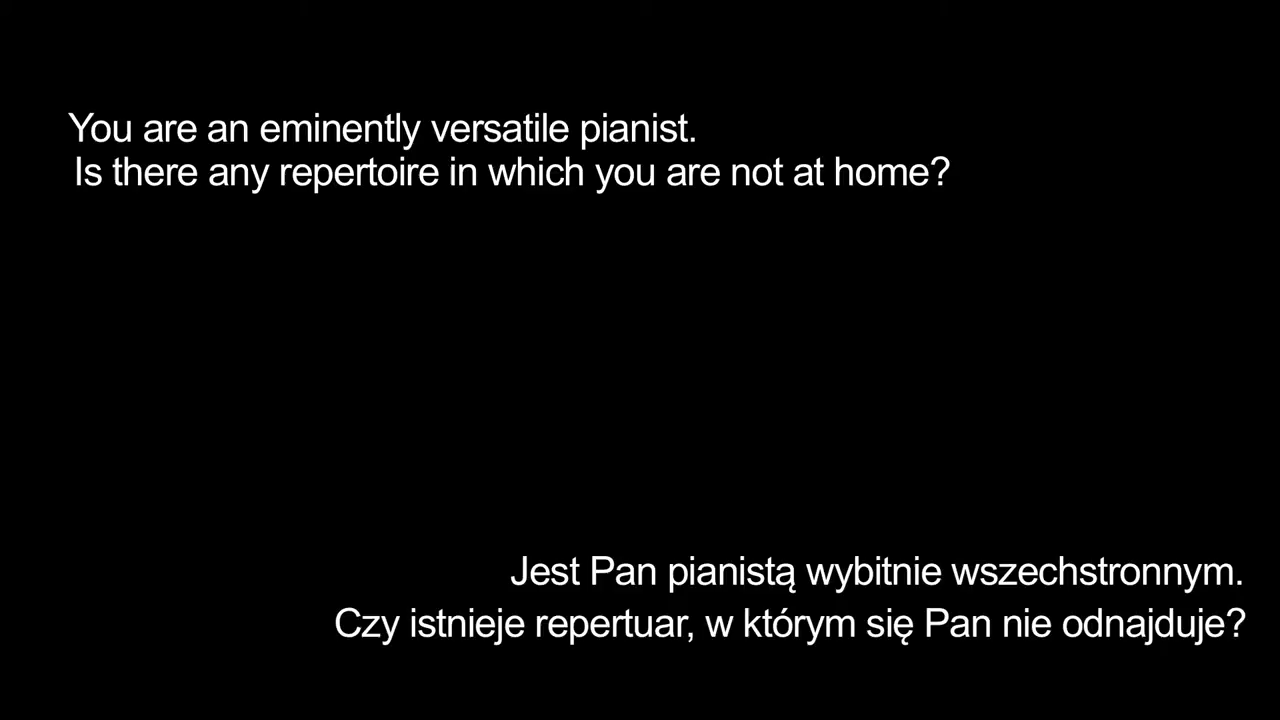 You are an eminently versatile pianist.
Is there any repertoire in which you are not at home?
Jest Pan pianistą wybitnie wszechstronnym.
Czy istnieje repertuar, w którym się Pan nie odnajduje?